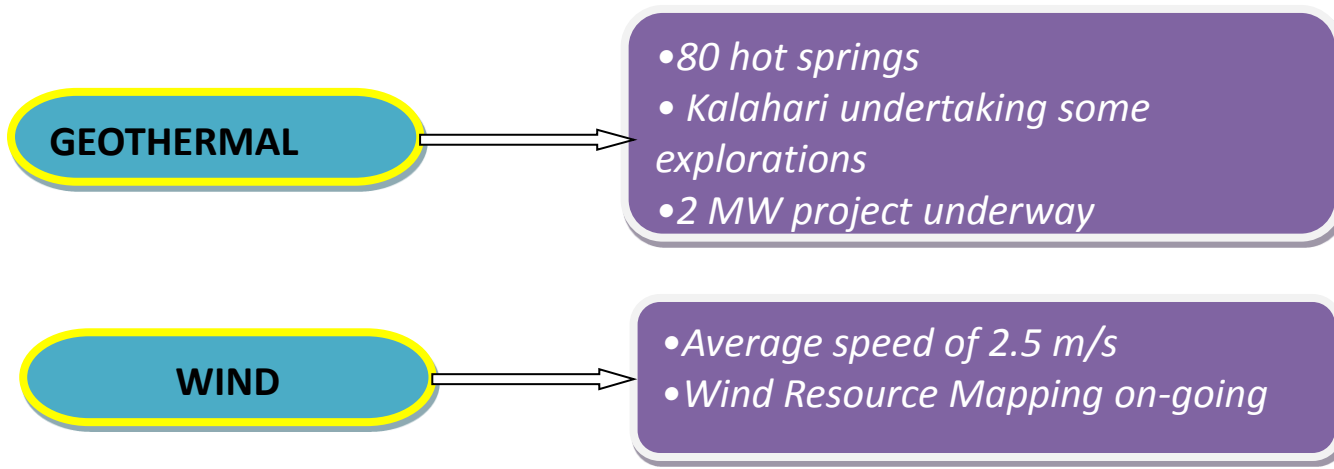 GEOTHERMAL
•80 hot springs
• Kalahari undertaking some
explorations
•2 MW project underway
WIND
•Average speed of 2.5 m/s
•Wind Resource Mapping on-going